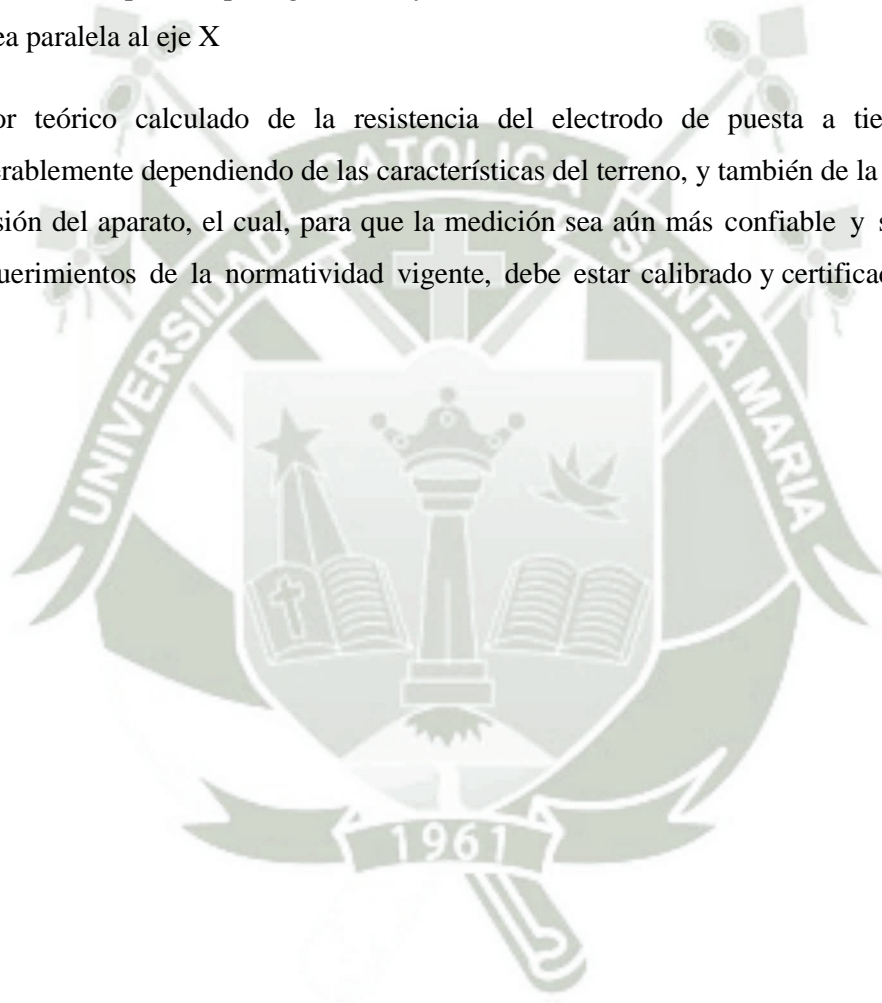 ea paralela al eje X
or teórico calculado de la resistencia del electrodo de puesta a tie
erablemente dependiendo de las características del terreno, y también de la
sión del aparato, el cual, para que la medición sea aún más confiable y s
uerimientos de la normatividad vigente, debe estar calibrado y certificad
UNIVERSIDAD CATOLICA SANTA MARIA
1961